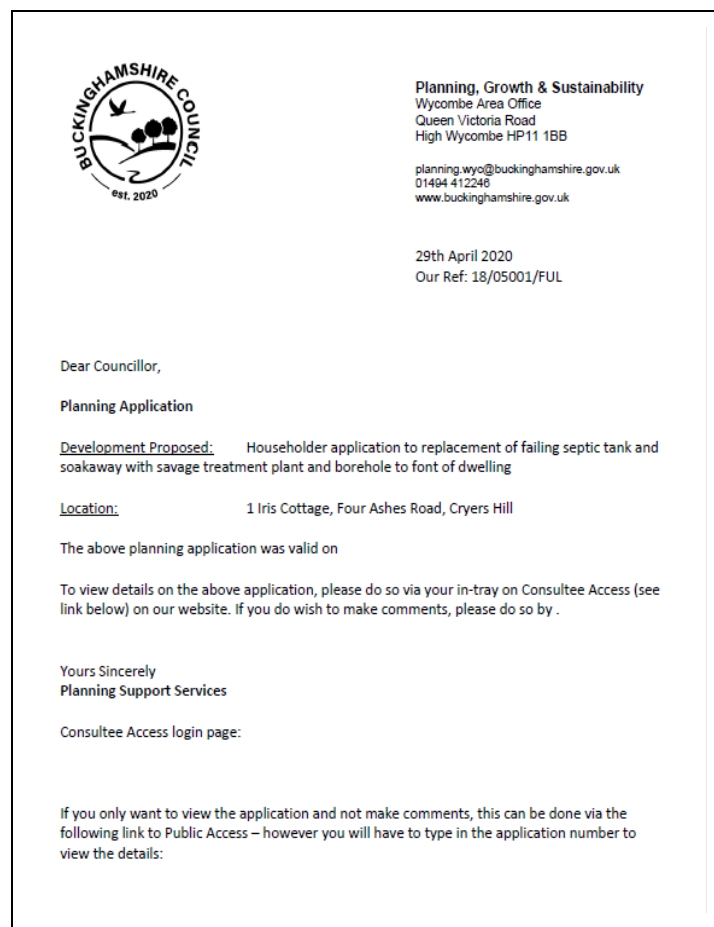 BUCKINGHAMSHIRE COUNCIL
est. 2020
Planning, Growth & Sustainability
Wycombe Area Office
Queen Victoria Road
High Wycombe HP11 1BB
planning.wyc@buckinghamshire.gov.uk
01494 412246
www.buckinghamshire.gov.uk
29th April 2020
Our Ref: 18/05001/FUL
Dear Councillor,
Planning Application
Development Proposed: Householder application to replacement of failing septic tank and
soakaway with savage treatment plant and borehole to font of dwelling
Location: 1 Iris Cottage, Four Ashes Road, Cryers Hill
The above planning application was valid on
To view details on the above application, please do so via your in-tray on Consultee Access (see
link below) on our website. If you do wish to make comments, please do so by .
Yours Sincerely
Planning Support Services
Consultee Access login page:
If you only want to view the application and not make comments, this can be done via the
following link to Public Access – however you will have to type in the application number to
view the details: